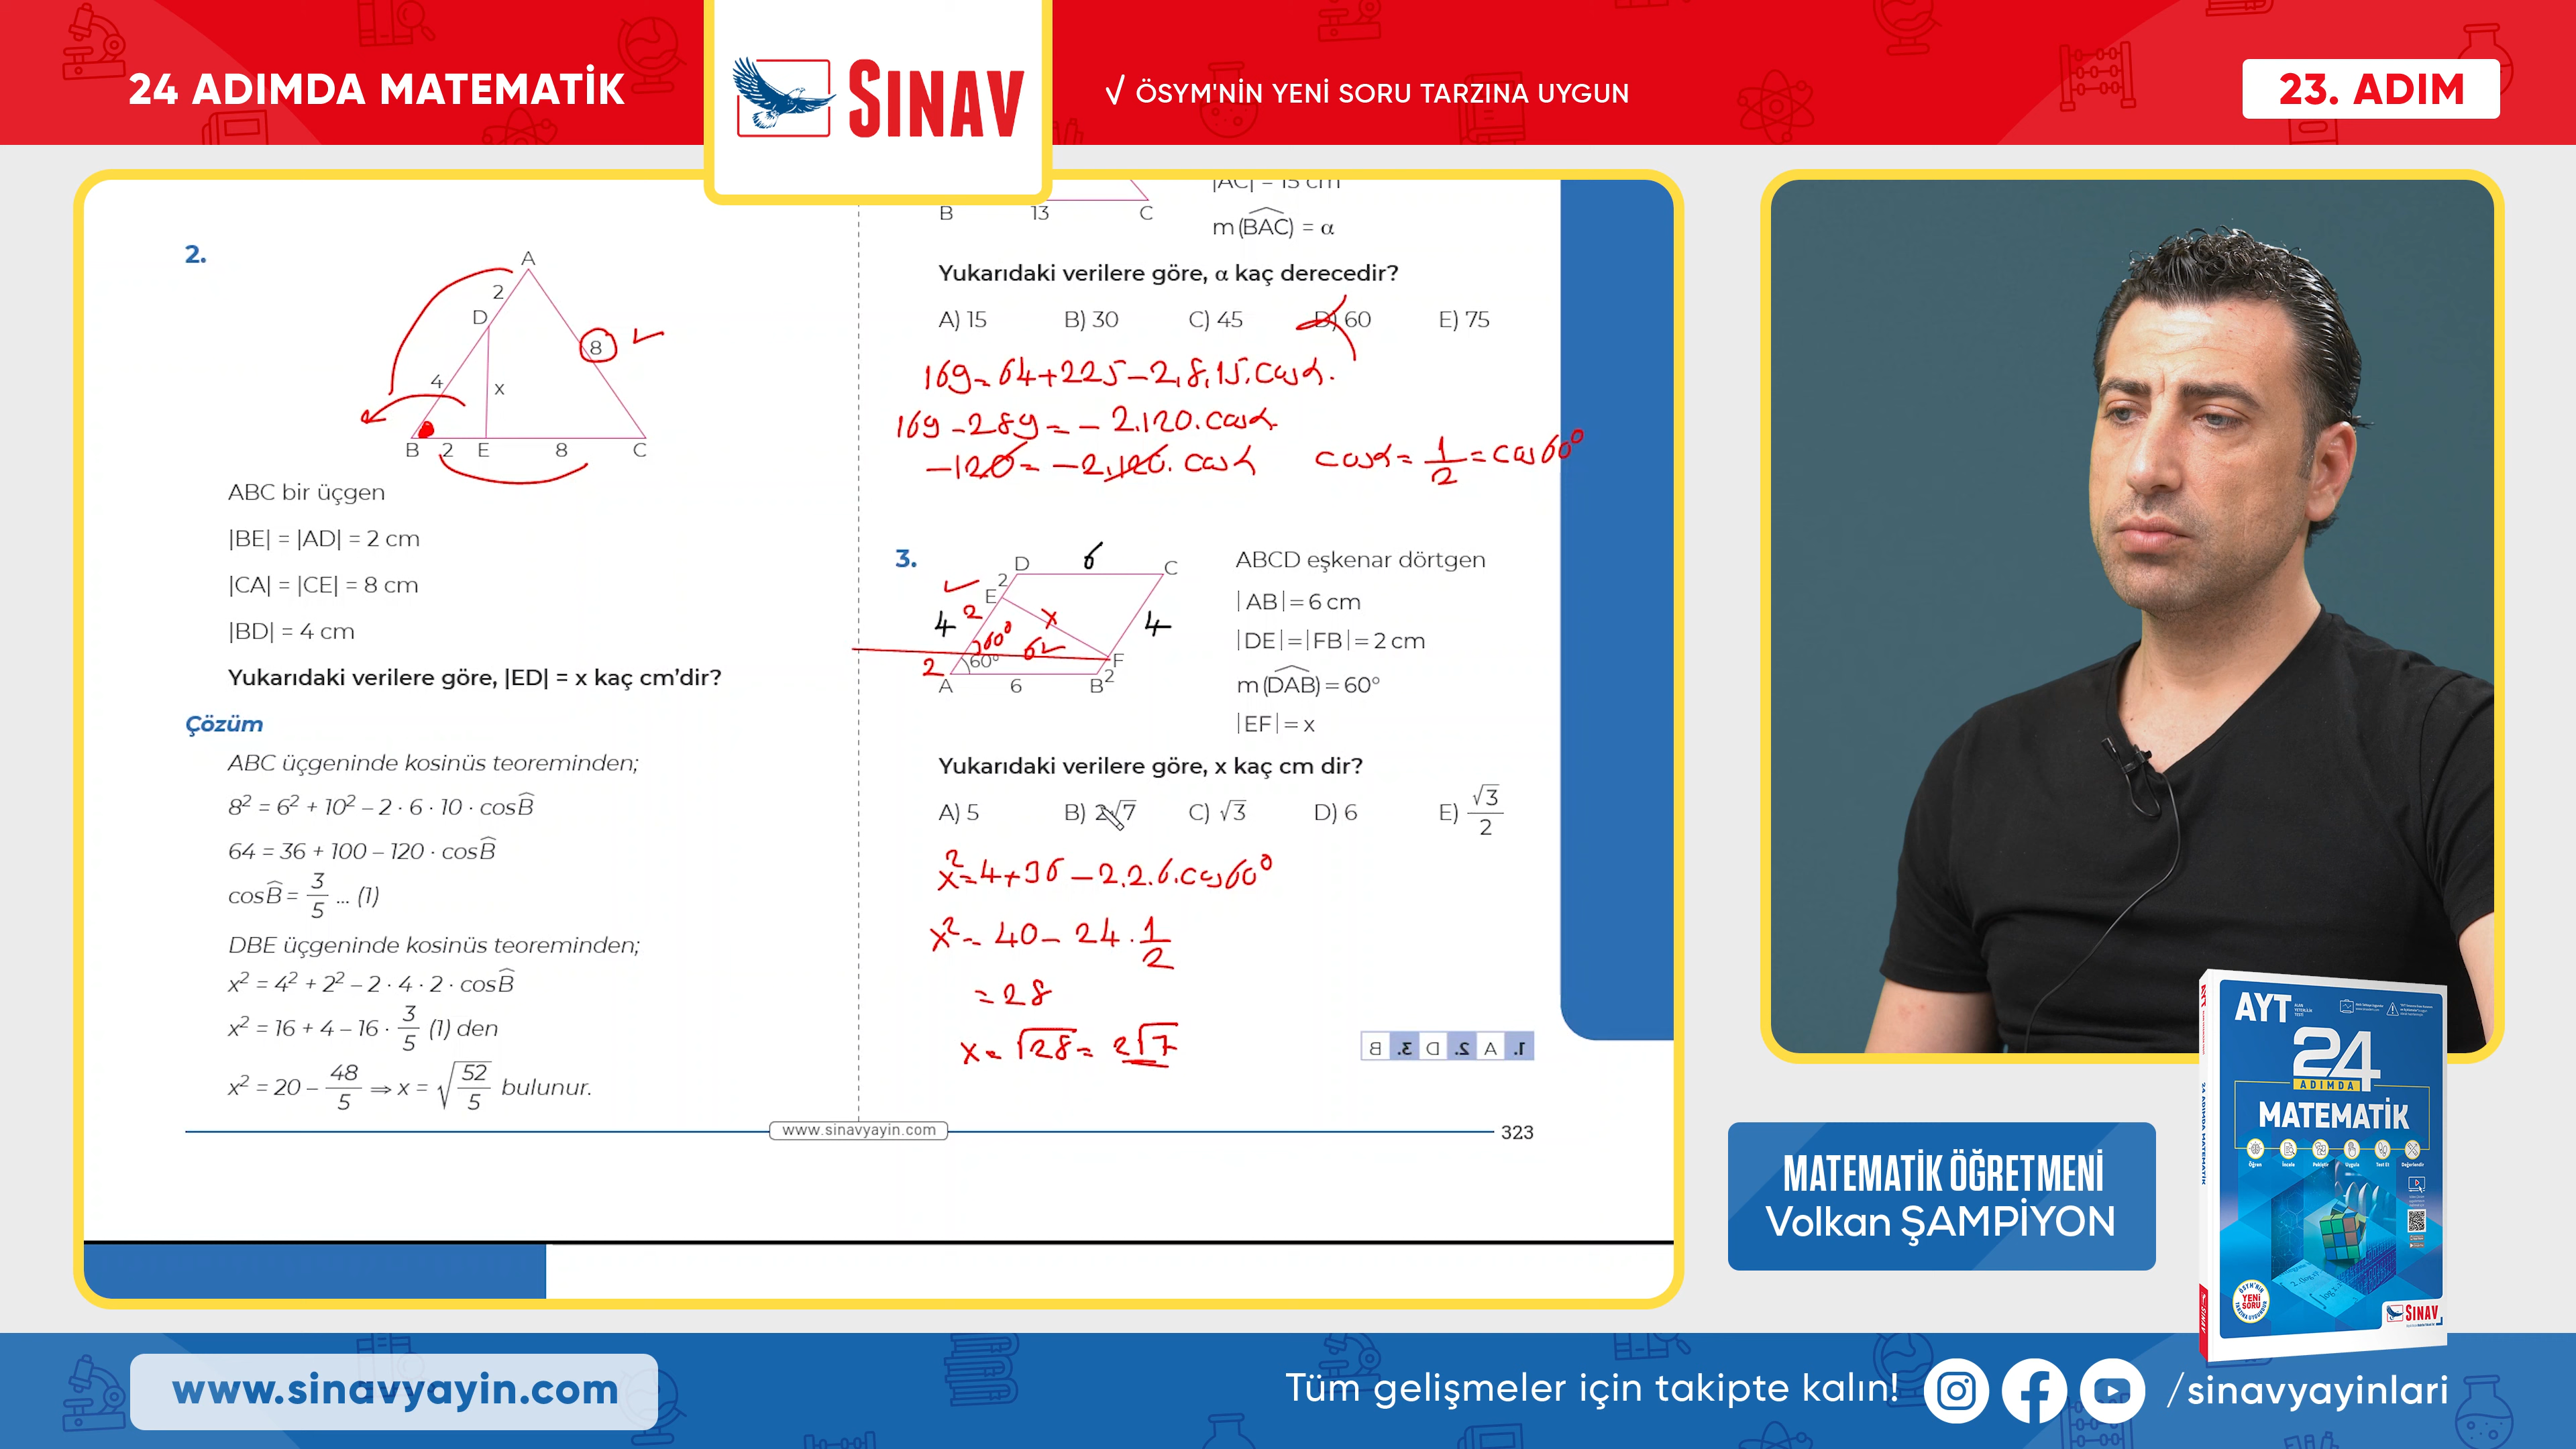 24 ADIMDA MATEMATİK
SINAV
√ ÖSYM'NİN YENİ SORU TARZINA UYGUN
23. ADIM
2.
A
2
D
8
4
x
B 2 E 8 C
ABC bir üçgen
|BE| = |AD| = 2 cm
|CA| = |CE| = 8 cm
|BD| = 4 cm
Yukarıdaki verilere göre, |ED| = x kaç cm'dir?
Çözüm
ABC üçgeninde kosinüs teoreminden;
8² = 6² + 10² – 2 · 6 · 10 · cosB̂
64 = 36 + 100 – 120 · cosB̂
cosB̂ = 3/5 ... (1)
DBE üçgeninde kosinüs teoreminden;
x² = 4² + 2² – 2 · 4 · 2 · cosB̂
x² = 16 + 4 – 16 · 3/5 (1) den
x² = 20 – 48/5 ⇒ x = √(52/5) bulunur.
|AC| = 15 cm
B 13 C
m(BAC) = α
Yukarıdaki verilere göre, α kaç derecedir?
A) 15 B) 30 C) 45 D) 60 E) 75
169 = 64 + 225 – 2.8.15.cosα.
169 – 289 = – 2.120.cosα
–120 = –2.120.cosα cosα = 1/2 = cos60°
3.
D 6 C
2
E
4 2 x 4
60° 6
2 60° F
A 6 B 2
ABCD eşkenar dörtgen
|AB| = 6 cm
|DE| = |FB| = 2 cm
m(DAB) = 60°
|EF| = x
Yukarıdaki verilere göre, x kaç cm dir?
A) 5 B) 2√7 C) √3 D) 6 E) √3/2
x² = 4 + 36 – 2.2.6.cos60°
x² = 40 – 24 . 1/2
= 28
x = √28 = 2√7
1. A 2. D 3. B
www.sinavyayin.com
323
MATEMATİK ÖĞRETMENİ
Volkan ŞAMPİYON
AYT
24
ADIMDA
MATEMATİK
YENİ
SORU
SINAV
www.sinavyayin.com
Tüm gelişmeler için takipte kalın!
/sinavyayinlari